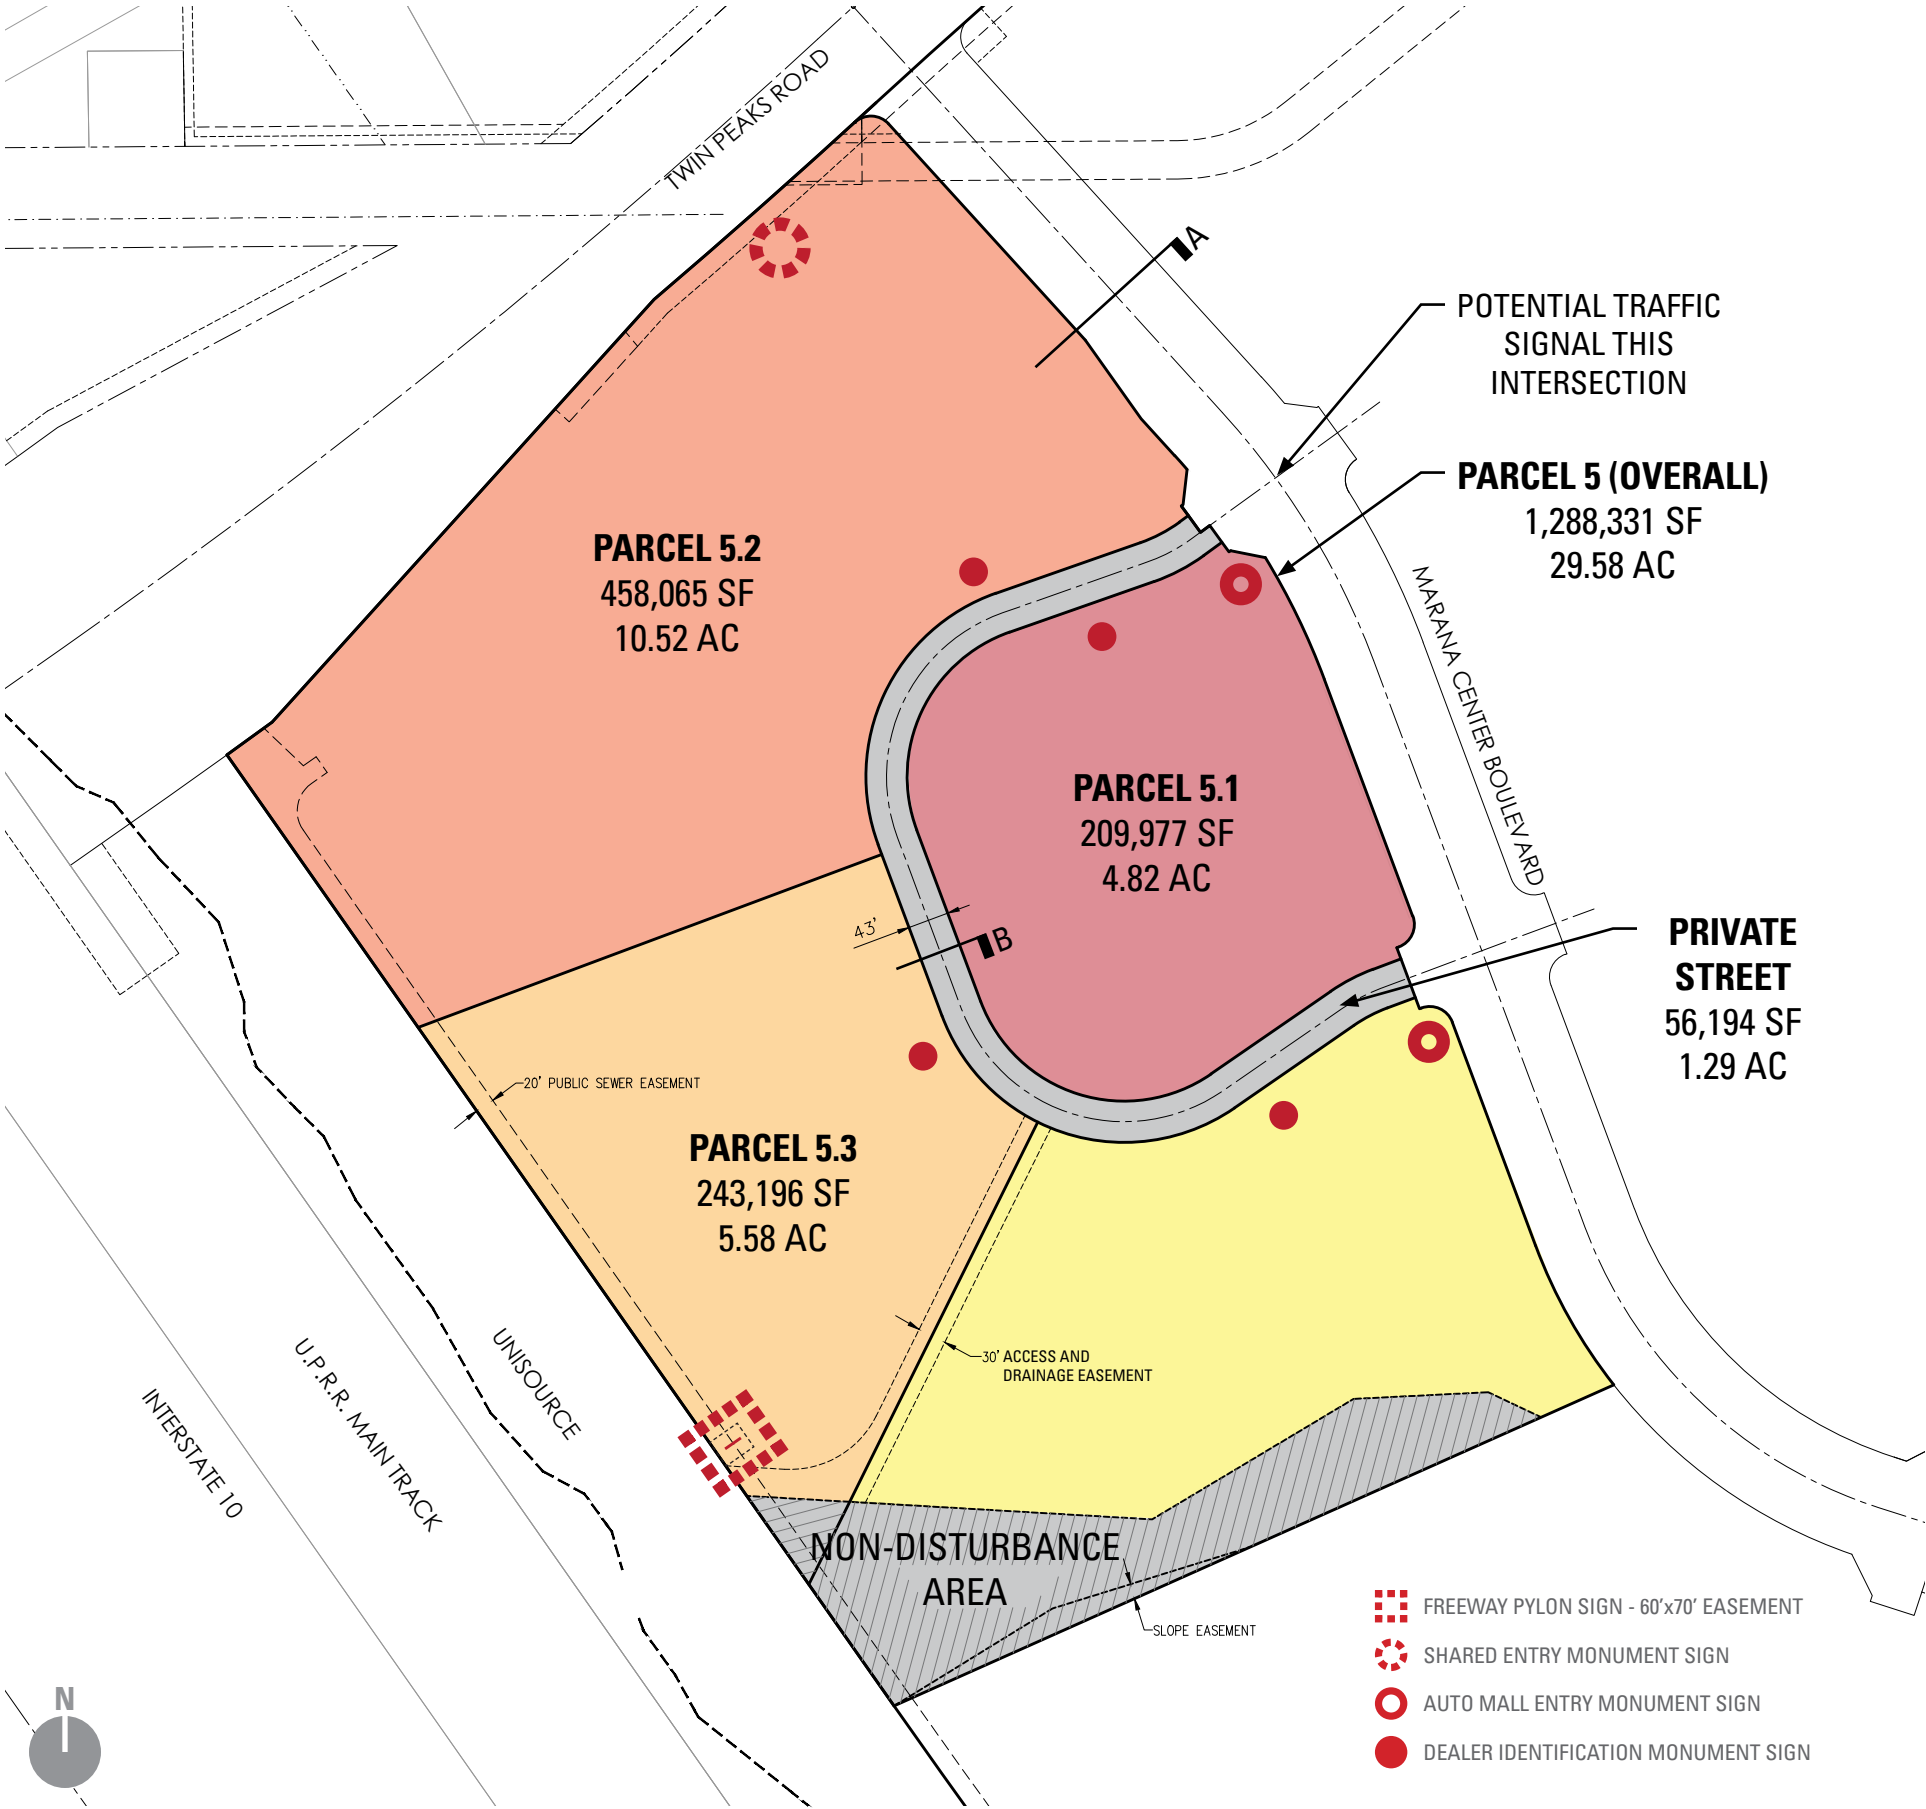 TWIN PEAKS ROAD
A
POTENTIAL TRAFFIC
SIGNAL THIS
INTERSECTION
PARCEL 5 (OVERALL)
1,288,331 SF
29.58 AC
PARCEL 5.2
458,065 SF
10.52 AC
MARANA CENTER BOULEVARD
PARCEL 5.1
209,977 SF
4.82 AC
43'
B
PRIVATE
STREET
56,194 SF
1.29 AC
20' PUBLIC SEWER EASEMENT
PARCEL 5.3
243,196 SF
5.58 AC
30' ACCESS AND
DRAINAGE EASEMENT
UNISOURCE
U.P.R.R. MAIN TRACK
INTERSTATE 10
NON-DISTURBANCE
AREA
SLOPE EASEMENT
FREEWAY PYLON SIGN - 60'x70' EASEMENT
SHARED ENTRY MONUMENT SIGN
AUTO MALL ENTRY MONUMENT SIGN
DEALER IDENTIFICATION MONUMENT SIGN
N